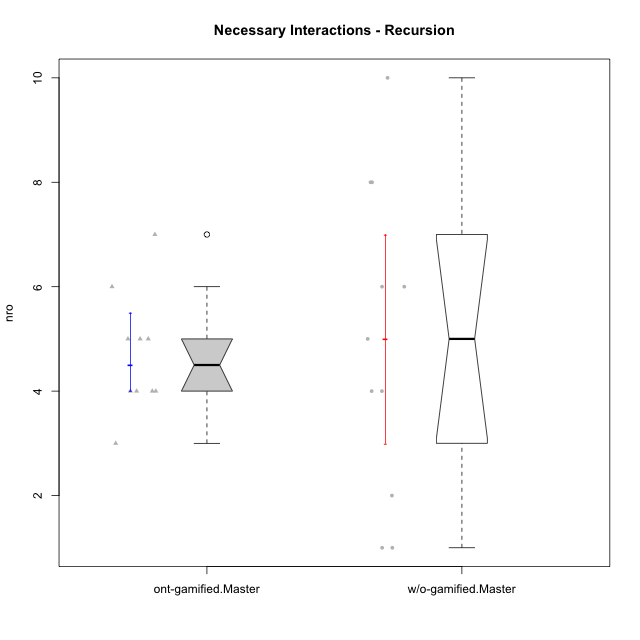 Necessary Interactions - Recursion
10
8
6
4
2
nro
ont-gamified.Master
w/o-gamified.Master